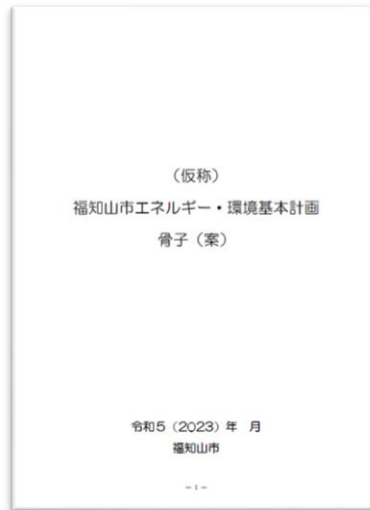 （仮称）
福知山市エネルギー・環境基本計画
骨子（案）
令和５（2023）年　月
福知山市
- 1 -